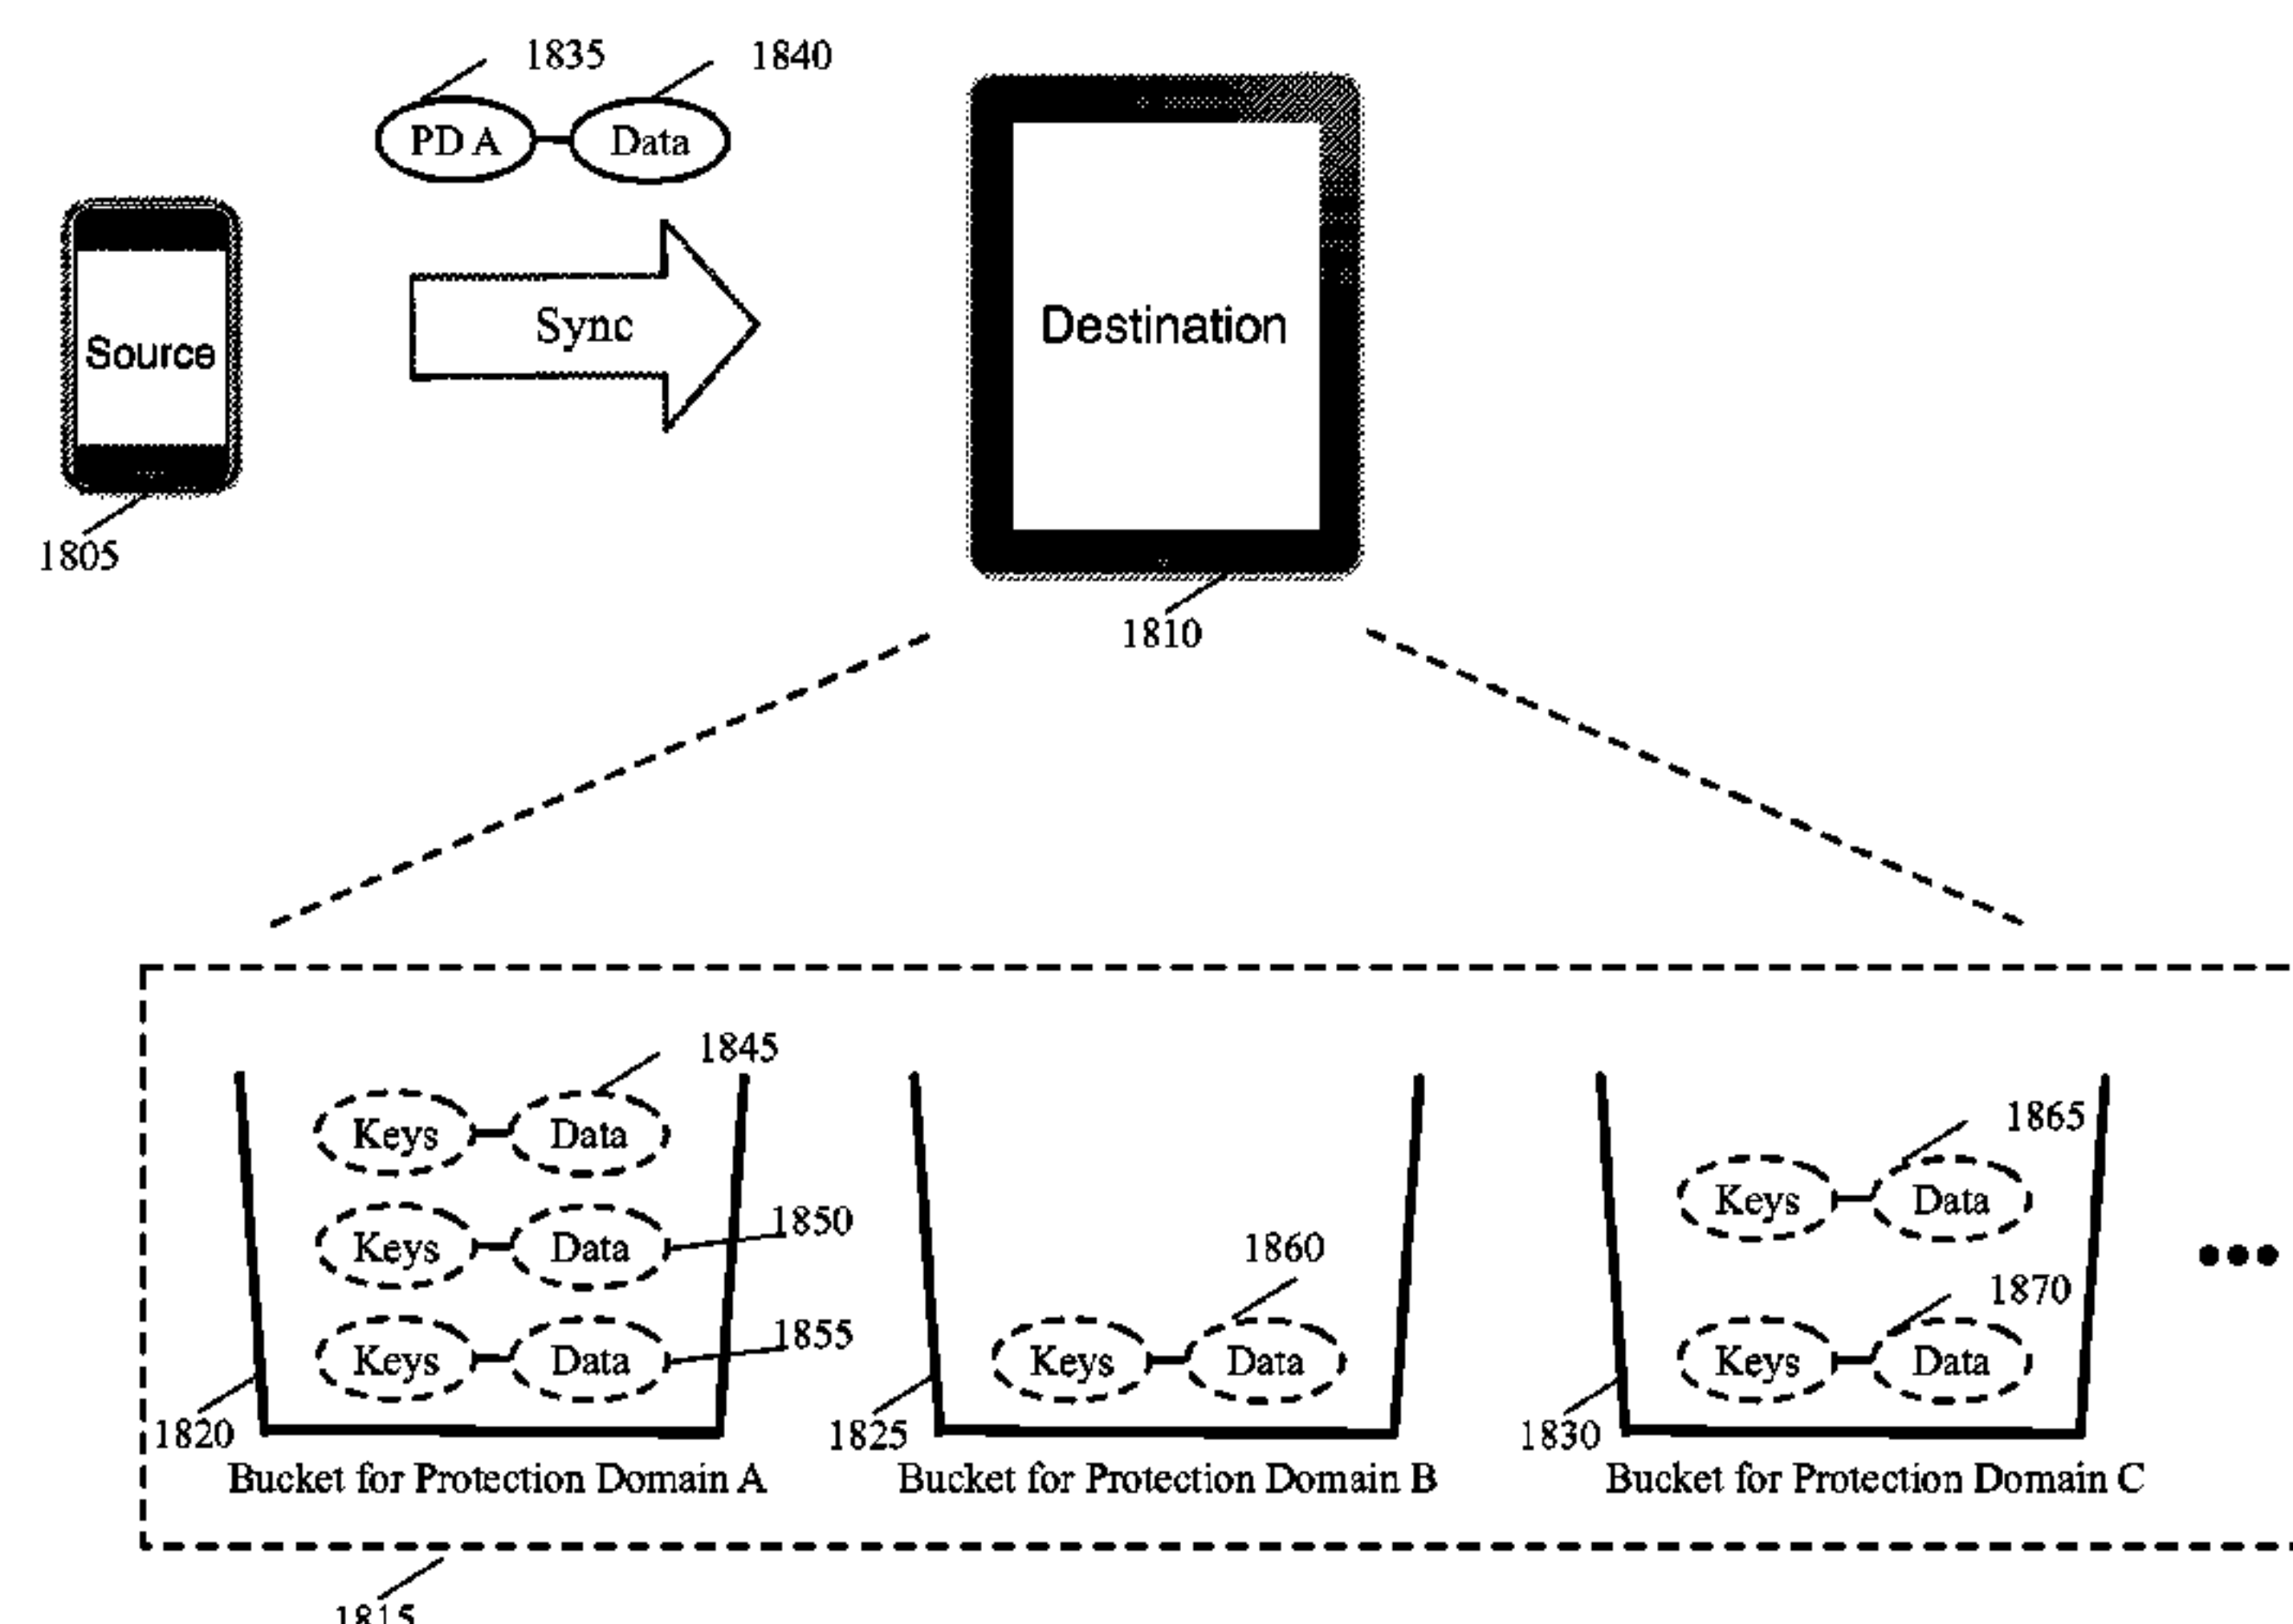 1835
1840
PD A
Data
Source
Sync
Destination
1805
1810
1845
Keys
Data
1865
Keys
Data
1850
Keys
Data
1860
1870
Keys
Data
1855
Keys
Data
Keys
Data
1820
1825
1830
Bucket for Protection Domain A
Bucket for Protection Domain B
Bucket for Protection Domain C
1815